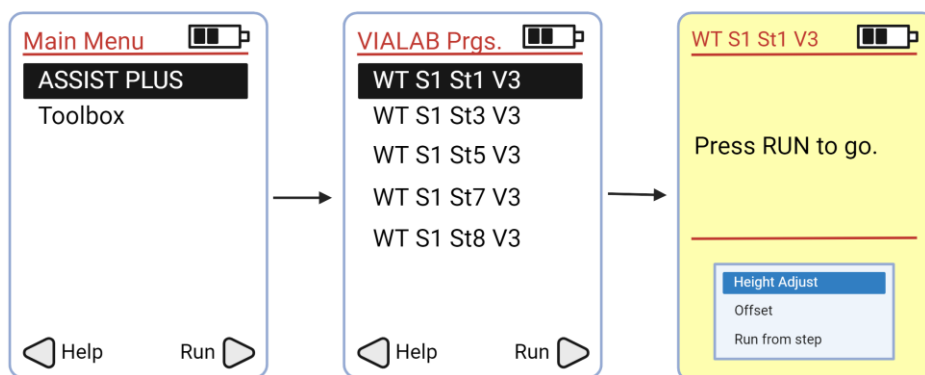 Main Menu
ASSIST PLUS
Toolbox
Help Run
VIALAB Prgs.
WT S1 St1 V3
WT S1 St3 V3
WT S1 St5 V3
WT S1 St7 V3
WT S1 St8 V3
Help Run
WT S1 St1 V3
Press RUN to go.
Height Adjust
Offset
Run from step